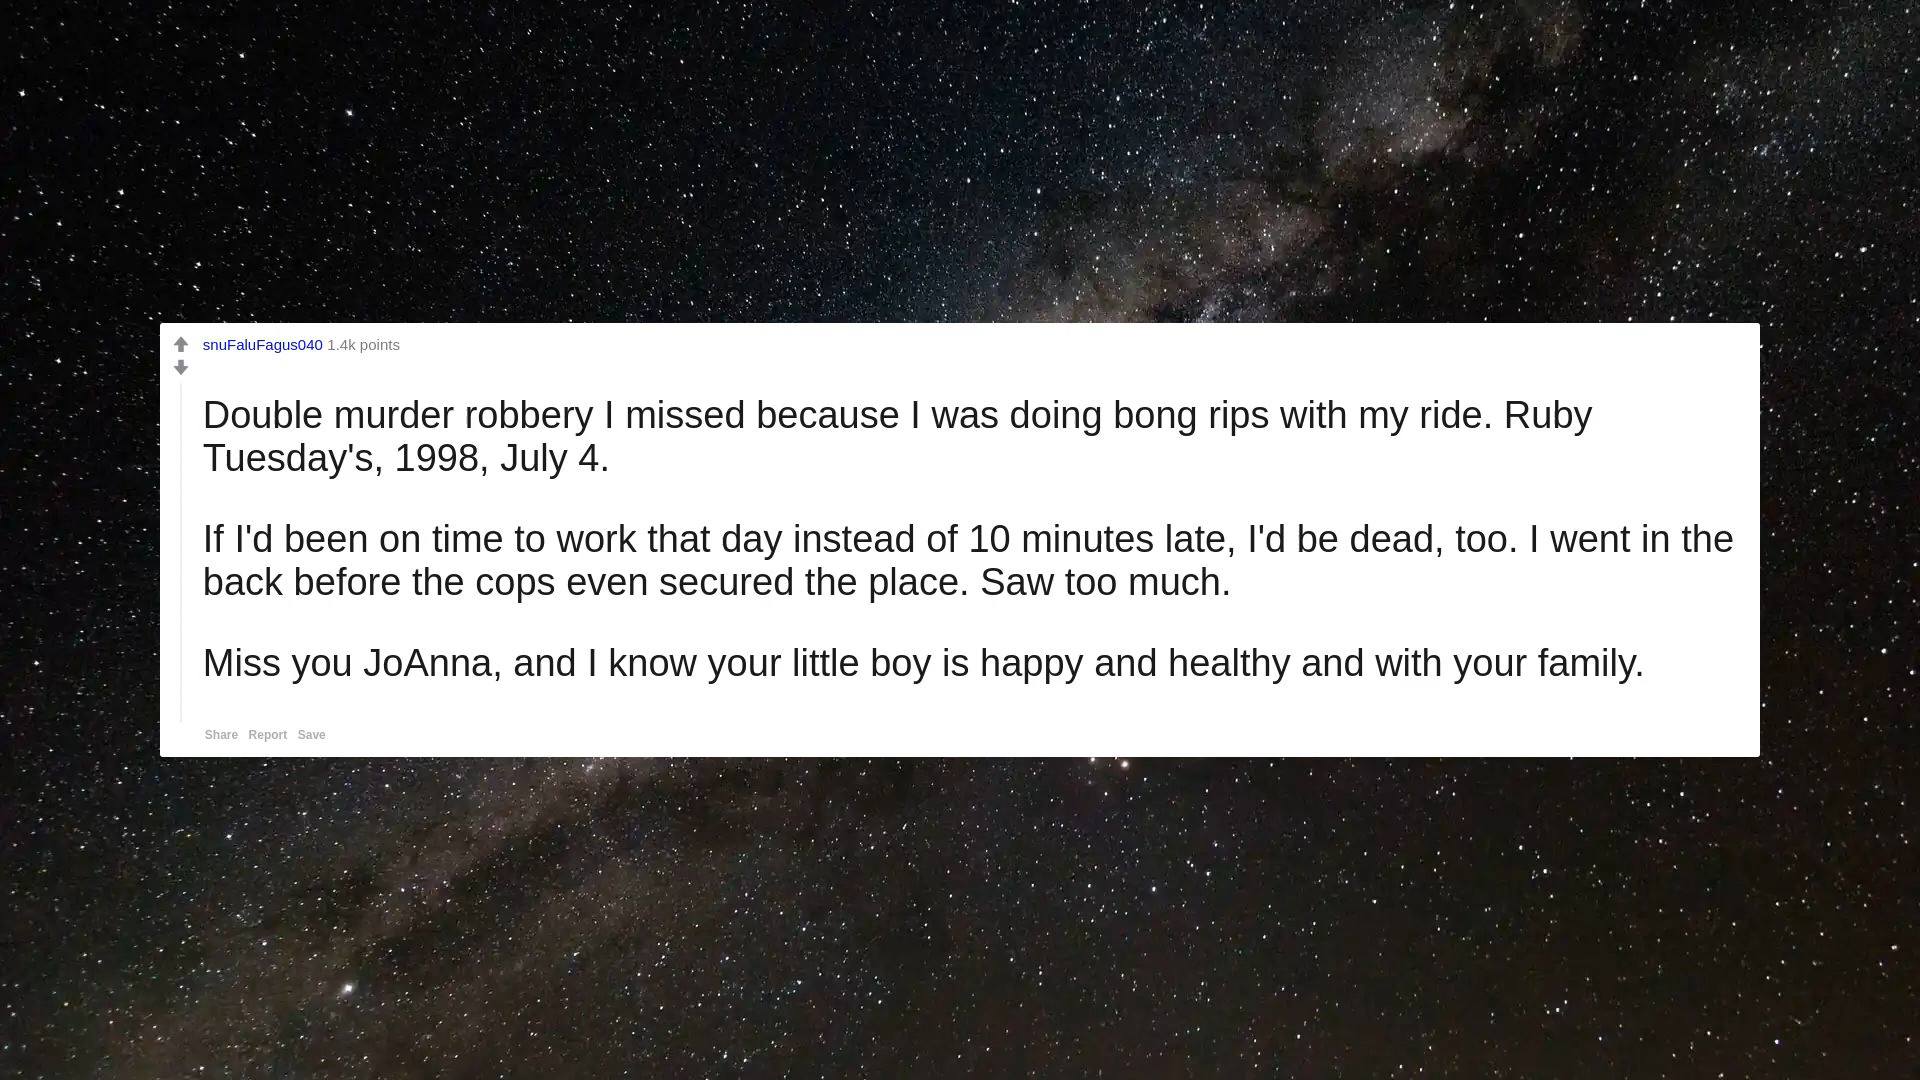 snuFaluFagus040 1.4k points
Double murder robbery I missed because I was doing bong rips with my ride. Ruby
Tuesday's, 1998, July 4.
If I'd been on time to work that day instead of 10 minutes late, I'd be dead, too. I went in the
back before the cops even secured the place. Saw too much.
Miss you JoAnna, and I know your little boy is happy and healthy and with your family.
Share Report Save